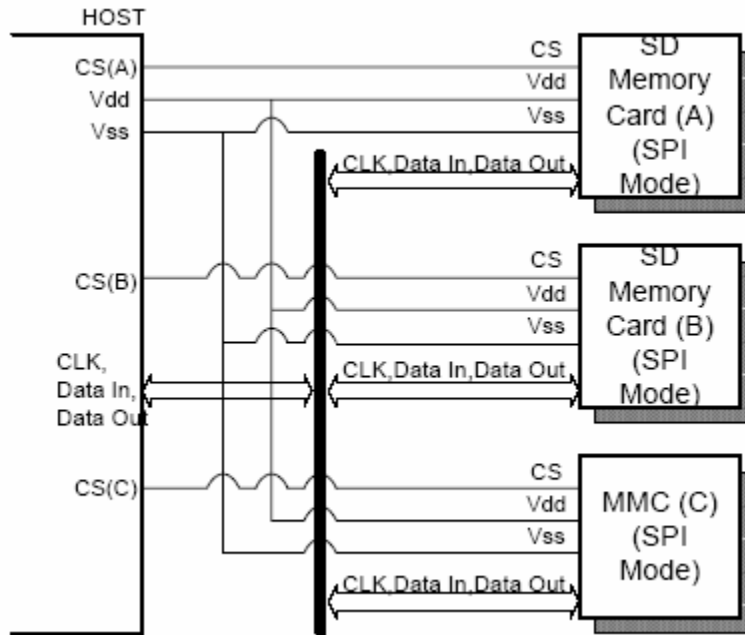 HOST
CS(A)
Vdd
Vss
CS
Vdd
Vss
SD
Memory
Card (A)
(SPI
Mode)
CLK,Data In,Data Out
CS(B)
CS
Vdd
Vss
SD
Memory
Card (B)
(SPI
Mode)
CLK,
Data In,
Data Out
CLK,Data In,Data Out
CS(C)
CS
Vdd
Vss
MMC (C)
(SPI
Mode)
CLK,Data In,Data Out